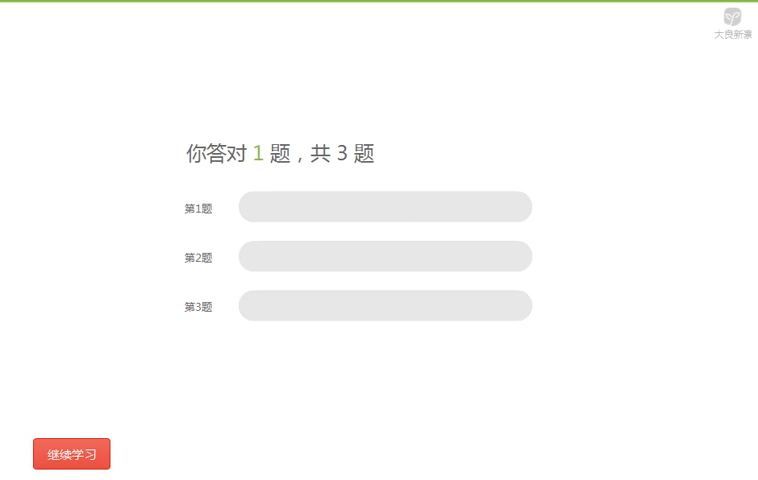 大良新寨
你答对 1 题，共 3 题
第1题
第2题
第3题
继续学习